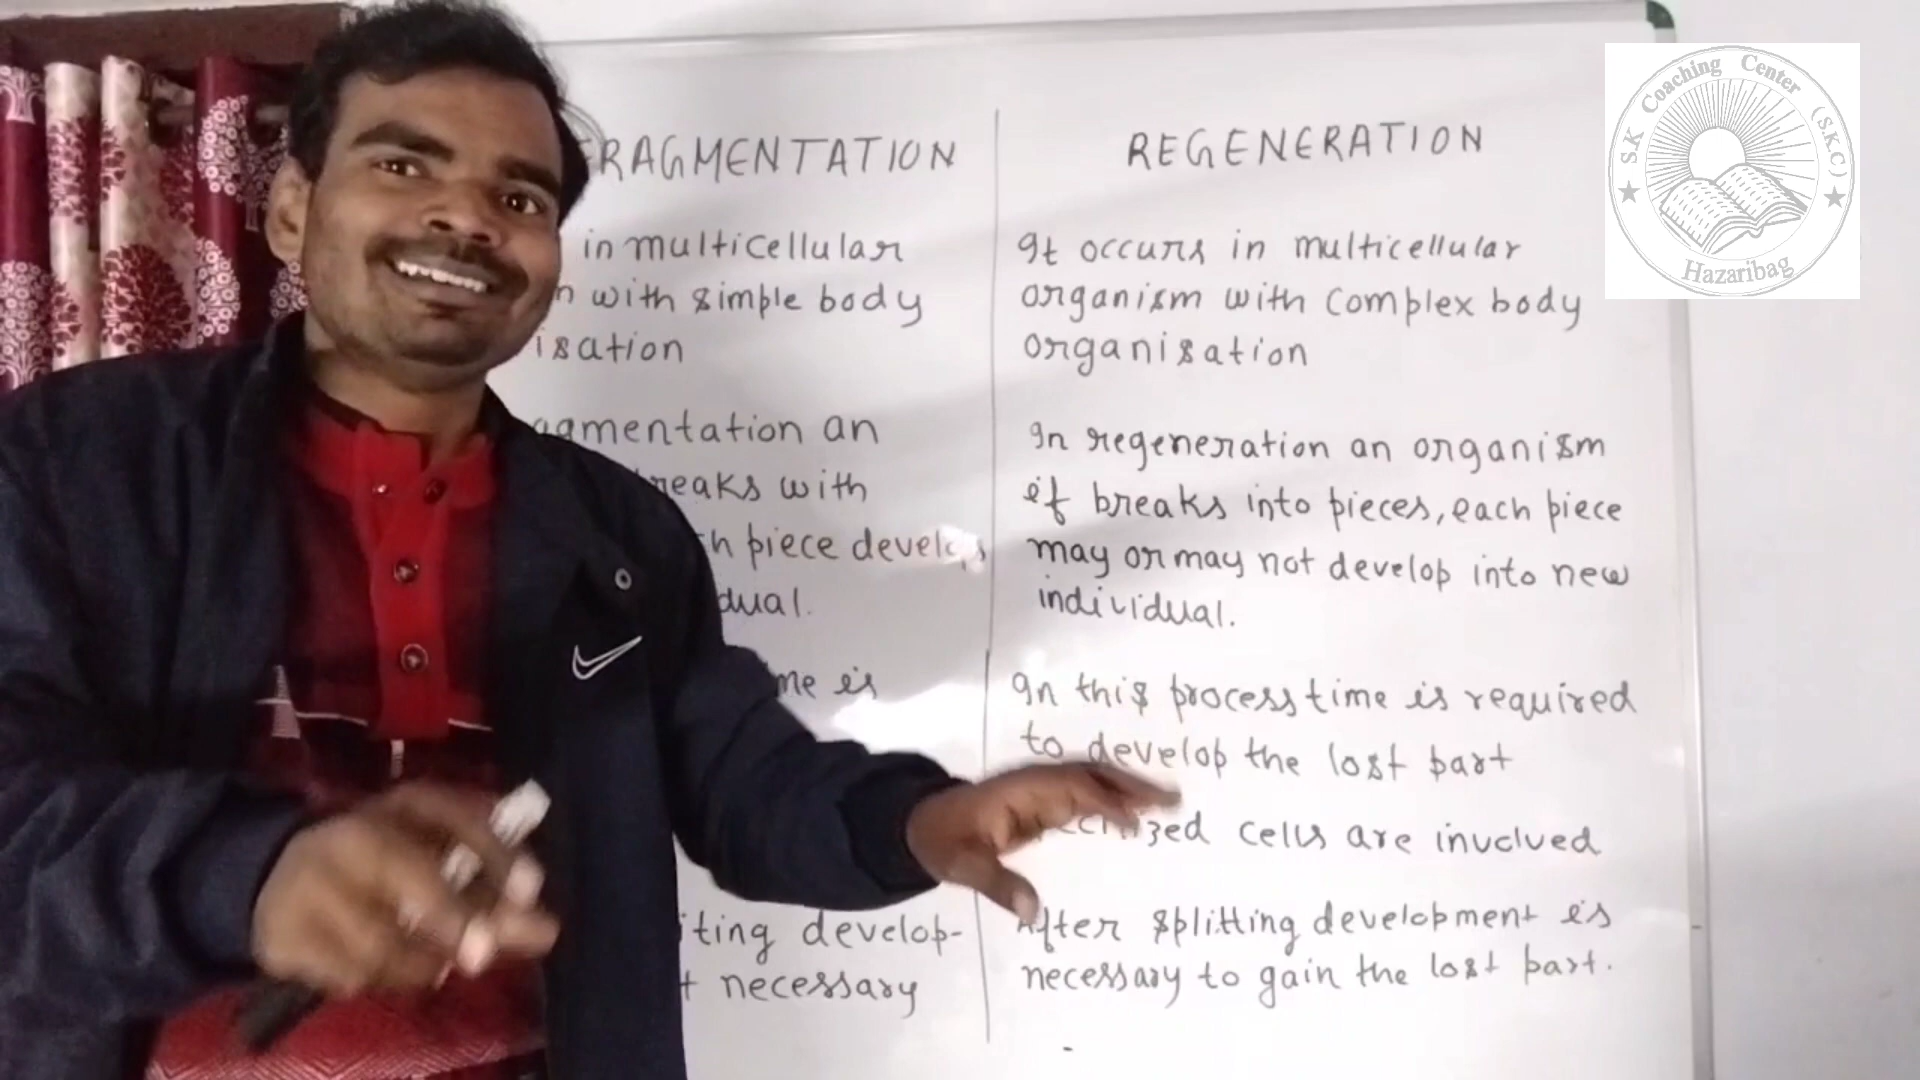 FRAGMENTATION
in multicellular
with simple body
isation
agmentation an
reaks with
piece develops
dual.
me is
iting develop-
necessary
REGENERATION
It occurs in multicellular
organism with complex body
organisation
In regeneration an organism
if breaks into pieces, each piece
may or may not develop into new
individual.
In this process time is required
to develop the lost part
cells are involved
After splitting development is
necessary to gain the lost part.
S.K Coaching Center (S.K.C)
Hazaribag